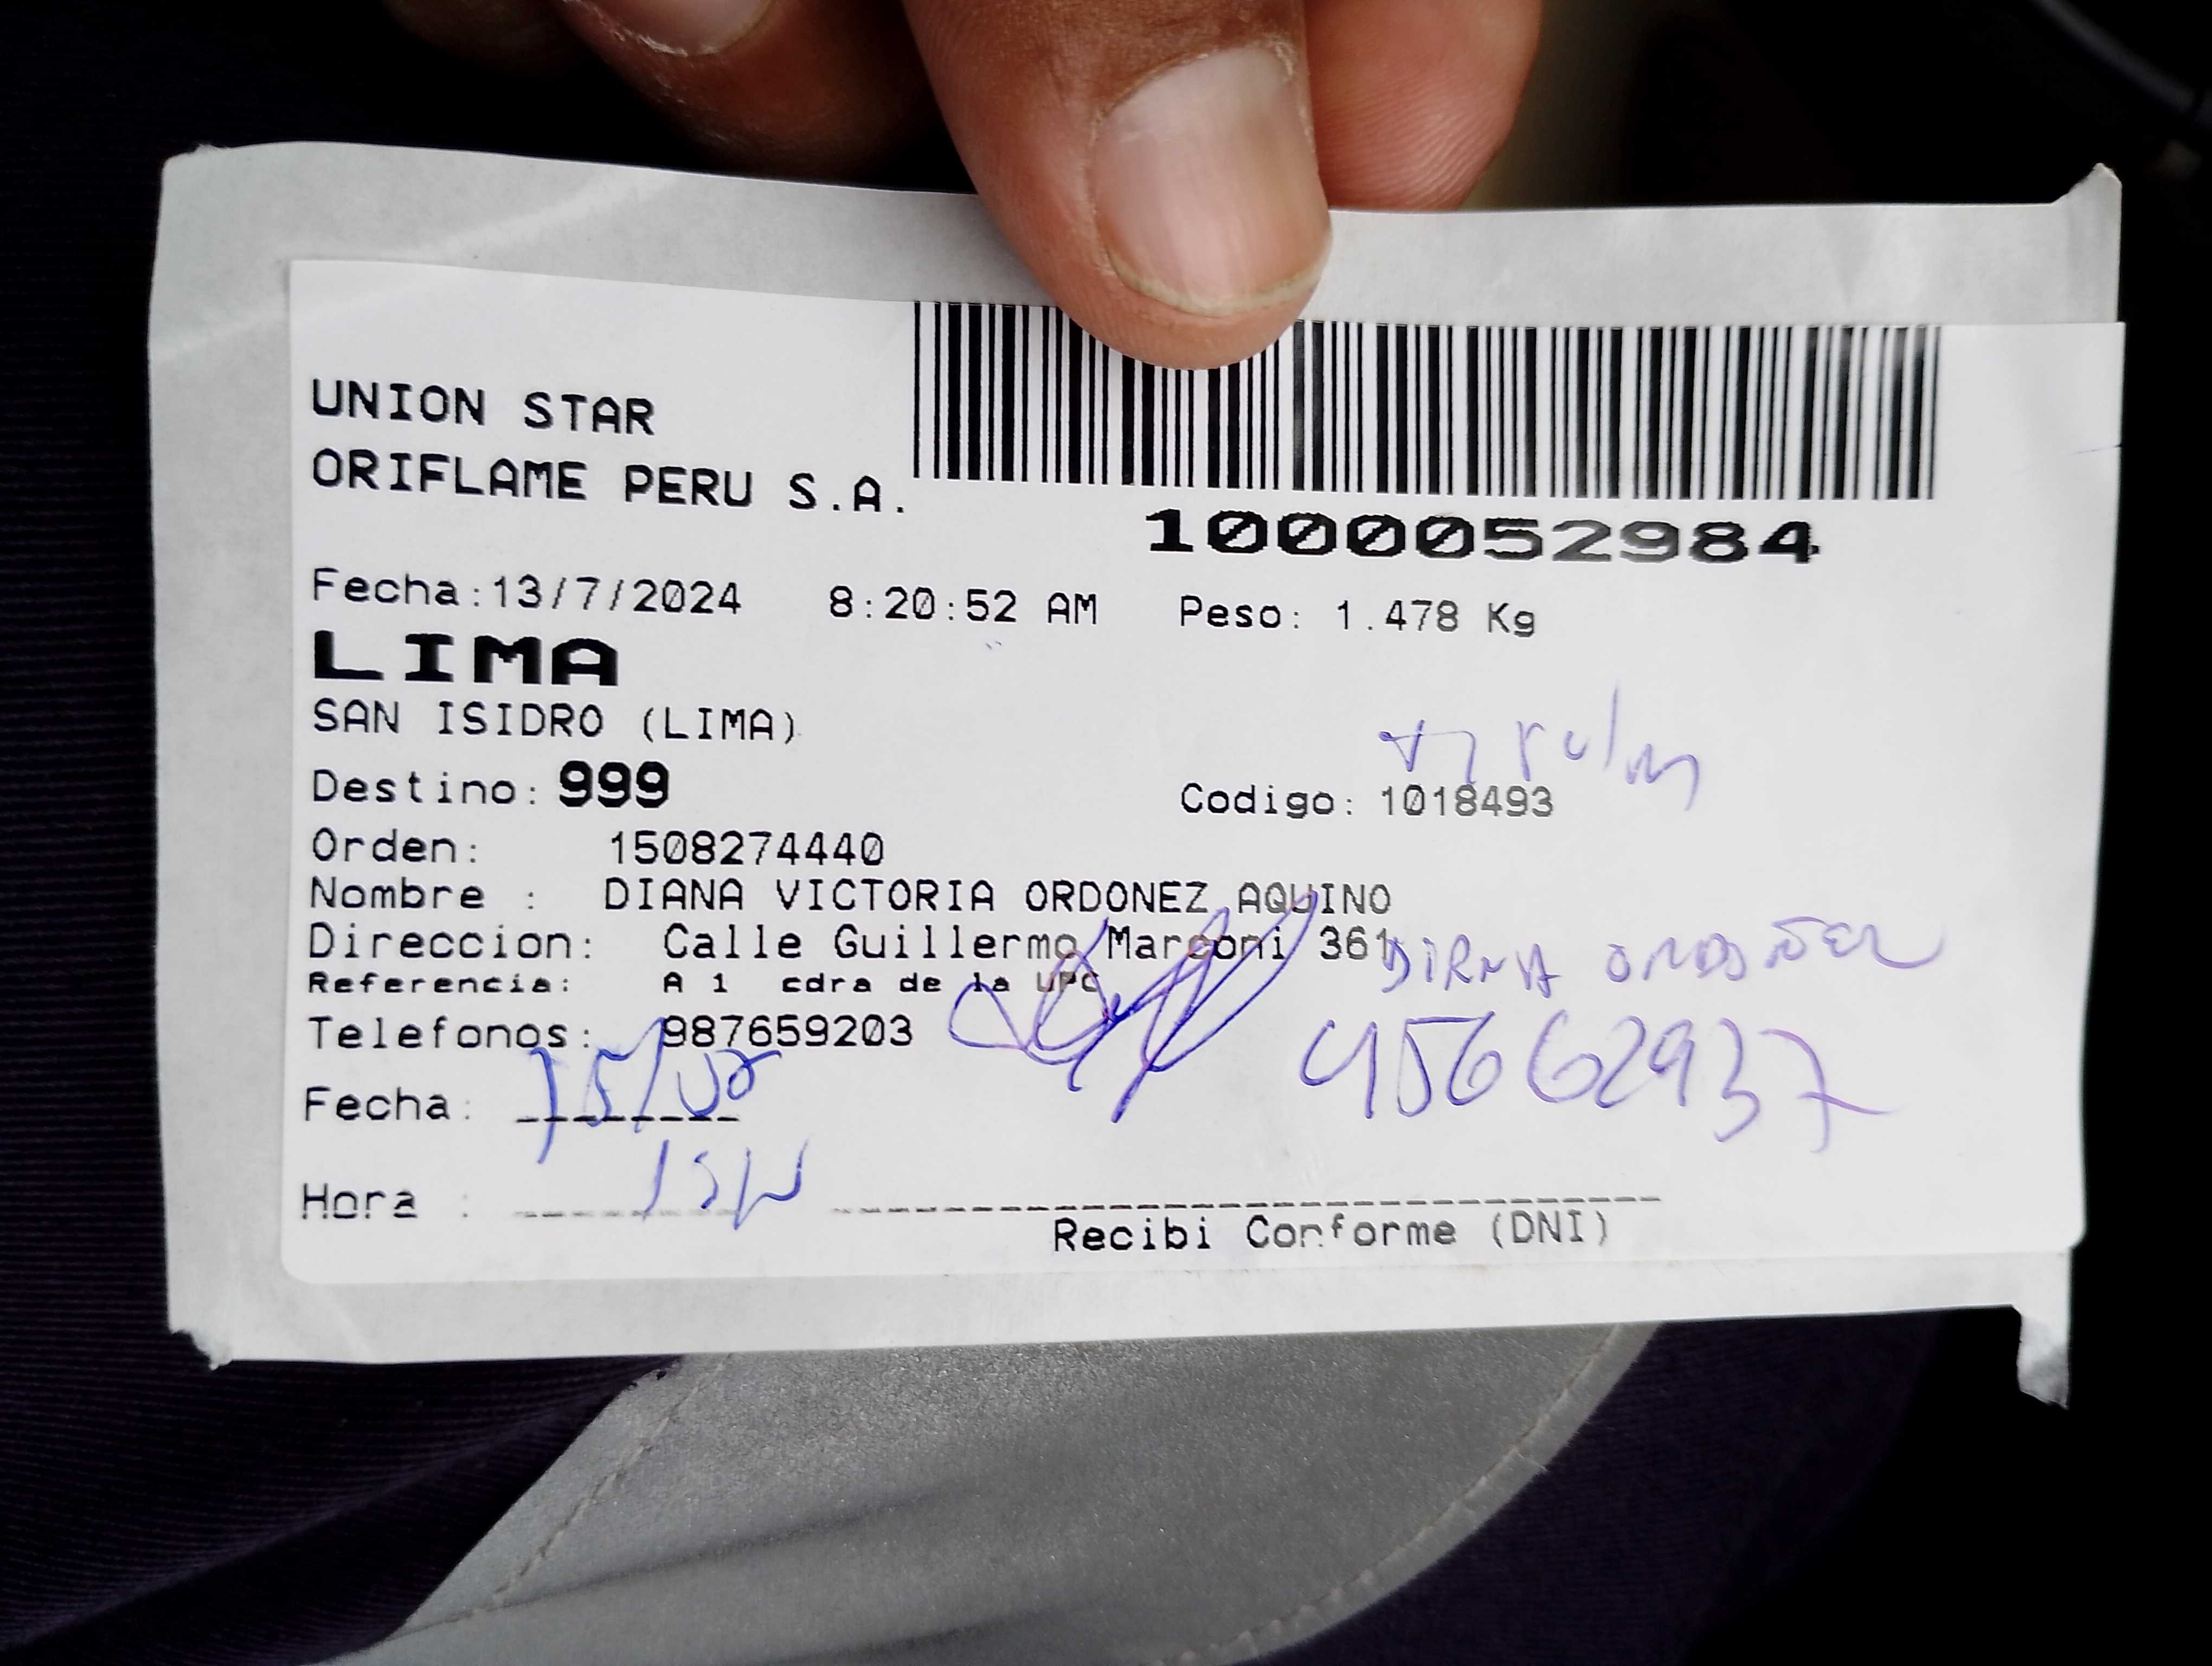 UNION STAR
ORIFLAME PERU S.A.
1000052984
Fecha:13/7/2024 8:20:52 AM Peso: 1.478 Kg
LIMA
SAN ISIDRO (LIMA)
Destino: 999 Codigo: 1018493
Orden: 1508274440
Nombre : DIANA VICTORIA ORDONEZ AQUINO
Direccion: Calle Guillermo Marconi 361
DIANA ORDOÑEZ
Referencia: A 1 cdra de la UPC
Telefonos: 987659203
45662937
Fecha:
Hora :
Recibi Conforme (DNI)